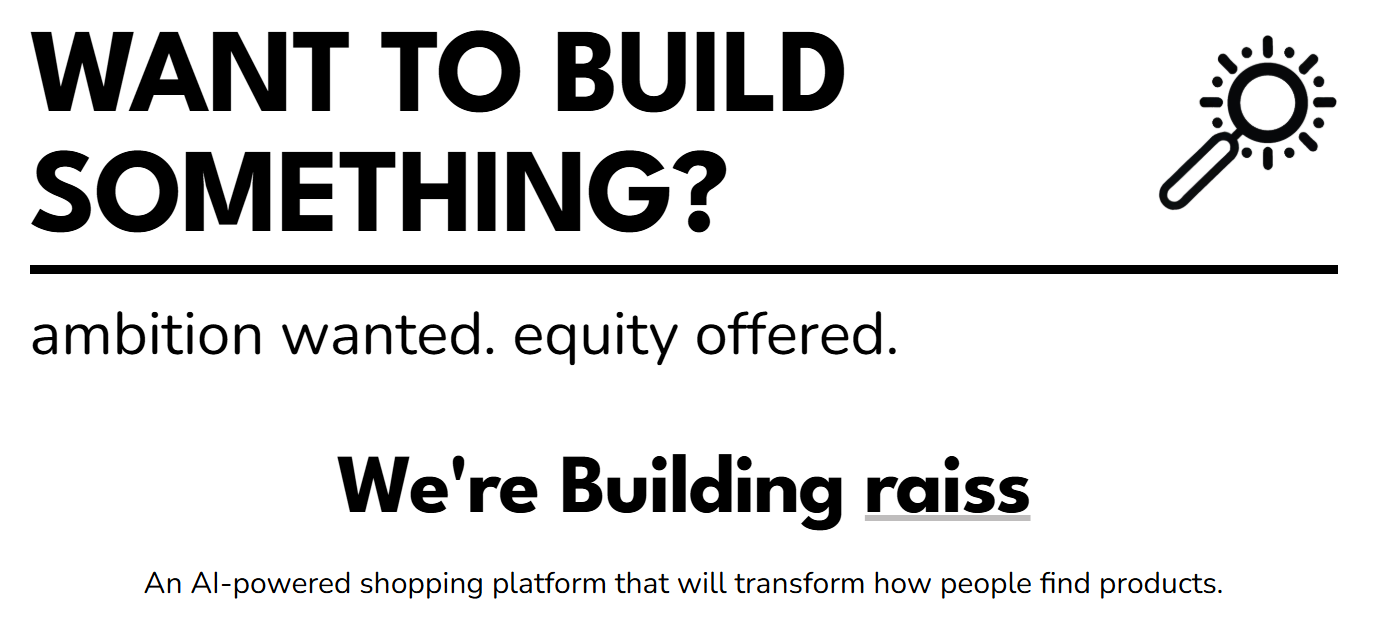 WANT TO BUILD
SOMETHING?
ambition wanted. equity offered.
We're Building raiss
An AI-powered shopping platform that will transform how people find products.